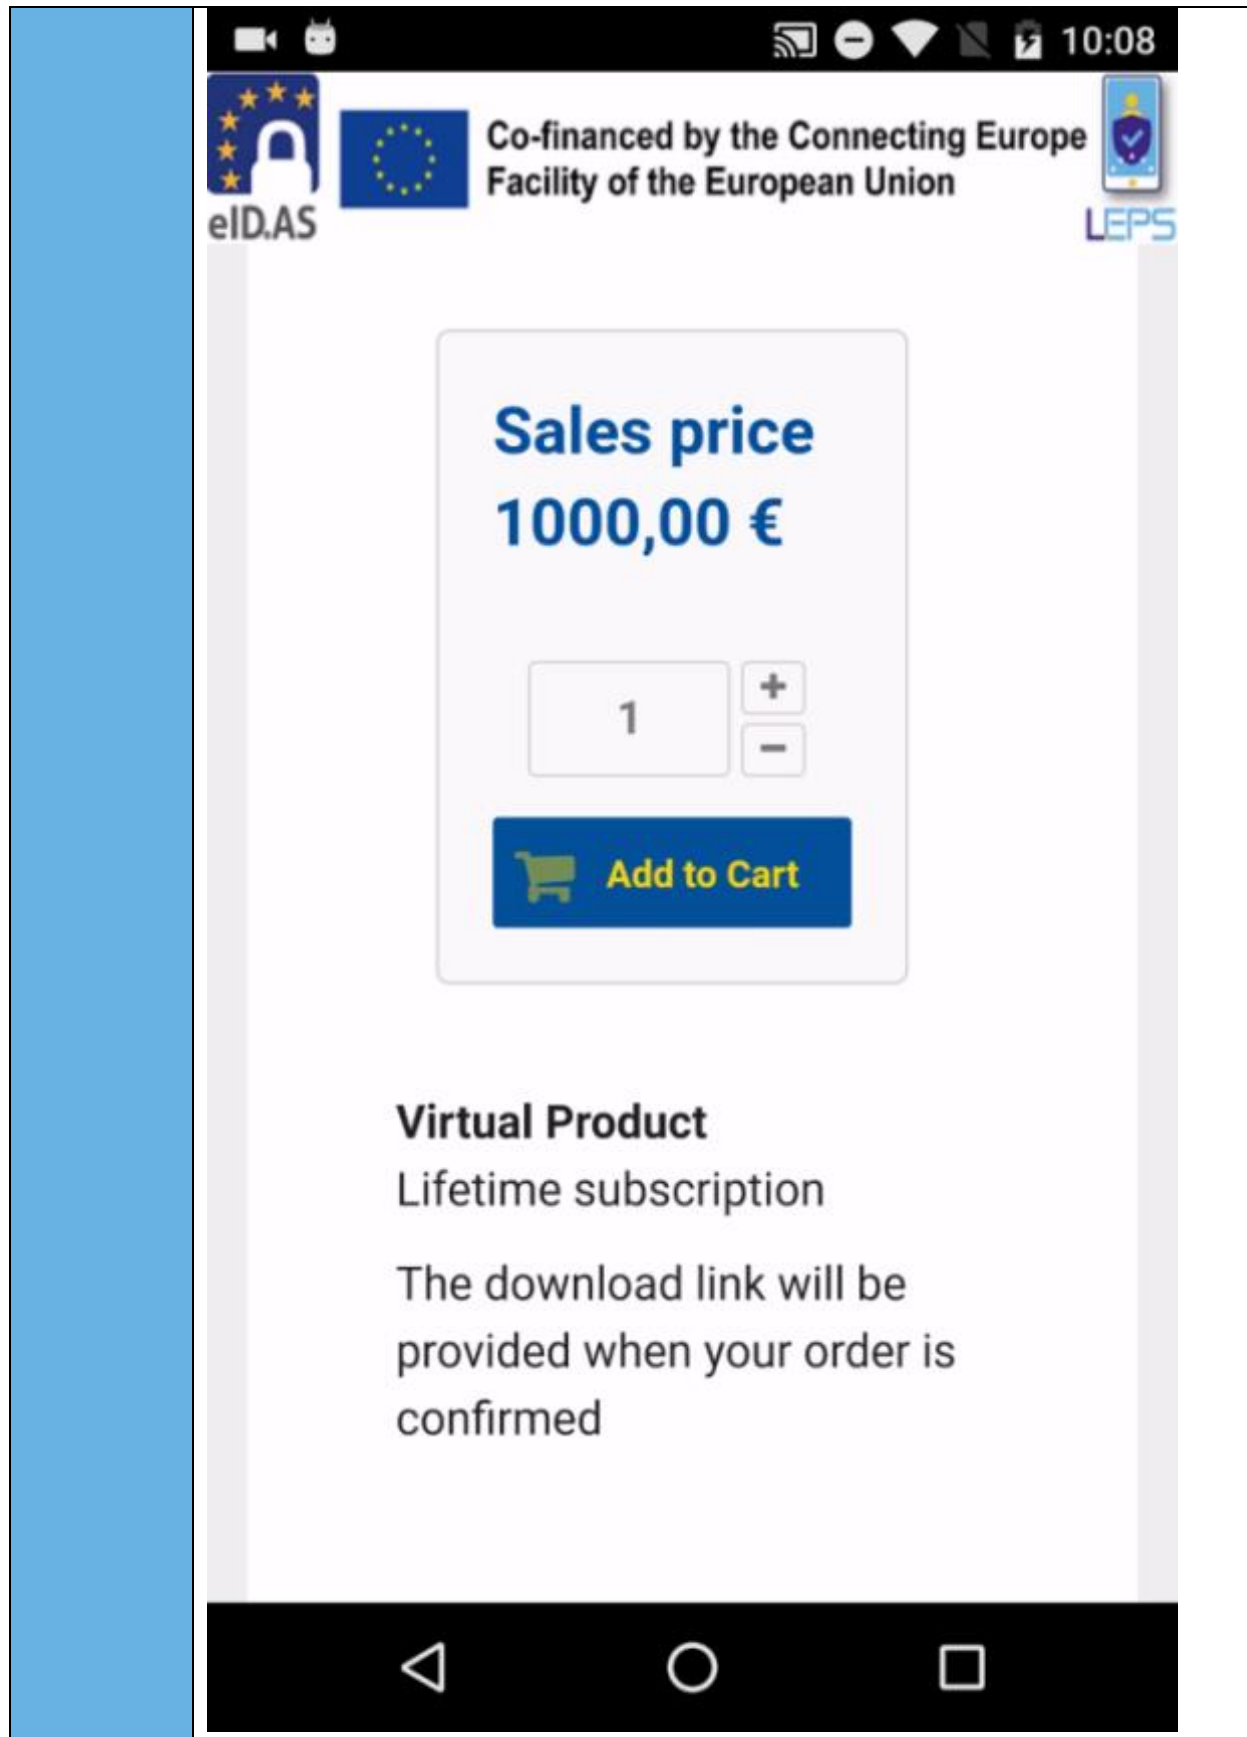 10:08
Co-financed by the Connecting Europe
Facility of the European Union
eID.AS
LEPS
Sales price
1000,00 €
1
+
−
Add to Cart
Virtual Product
Lifetime subscription
The download link will be
provided when your order is
confirmed